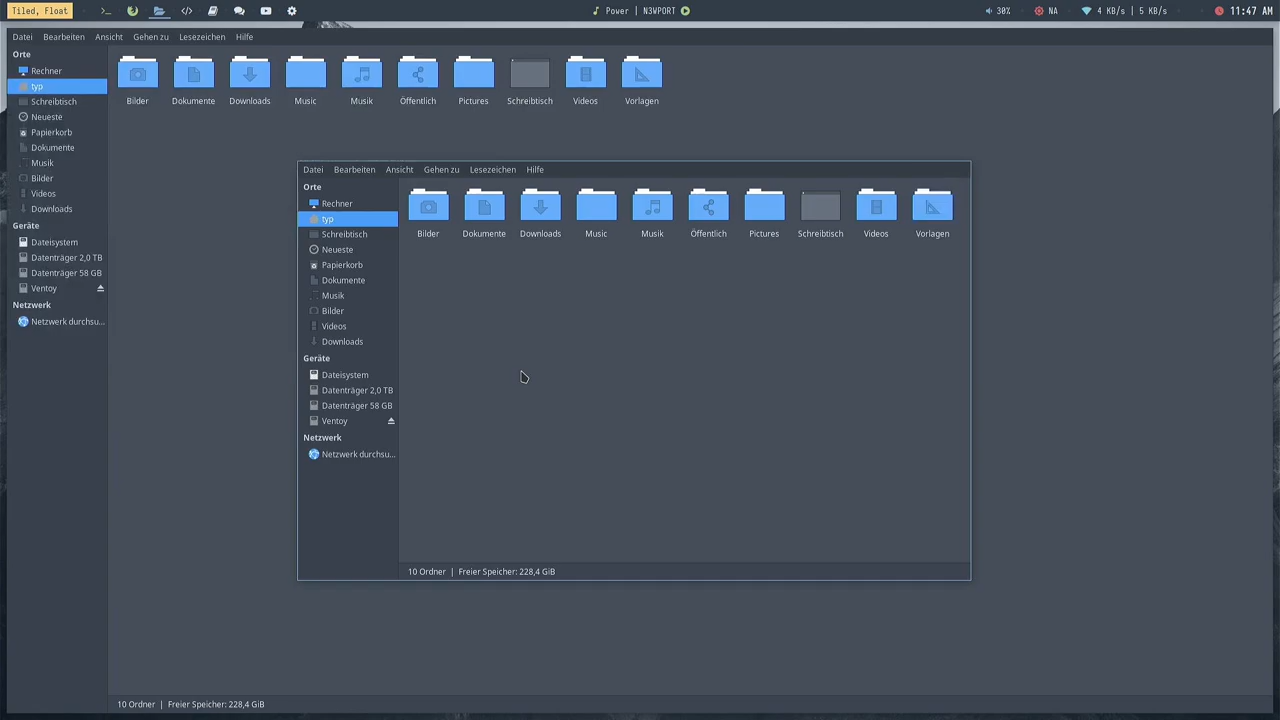 Tiled, Float
Power | N3WPORT
30%
NA
4 KB/s | 5 KB/s
11:47 AM
Datei Bearbeiten Ansicht Gehen zu Lesezeichen Hilfe
Orte
Rechner
typ
Schreibtisch
Neueste
Papierkorb
Dokumente
Musik
Bilder
Videos
Downloads
Geräte
Dateisystem
Datenträger 2,0 TB
Datenträger 58 GB
Ventoy
Netzwerk
Netzwerk durchsu...
Bilder Dokumente Downloads Music Musik Öffentlich Pictures Schreibtisch Videos Vorlagen
Datei Bearbeiten Ansicht Gehen zu Lesezeichen Hilfe
Orte
Rechner
typ
Schreibtisch
Neueste
Papierkorb
Dokumente
Musik
Bilder
Videos
Downloads
Geräte
Dateisystem
Datenträger 2,0 TB
Datenträger 58 GB
Ventoy
Netzwerk
Netzwerk durchsu...
Bilder Dokumente Downloads Music Musik Öffentlich Pictures Schreibtisch Videos Vorlagen
10 Ordner | Freier Speicher: 228,4 GiB
10 Ordner | Freier Speicher: 228,4 GiB